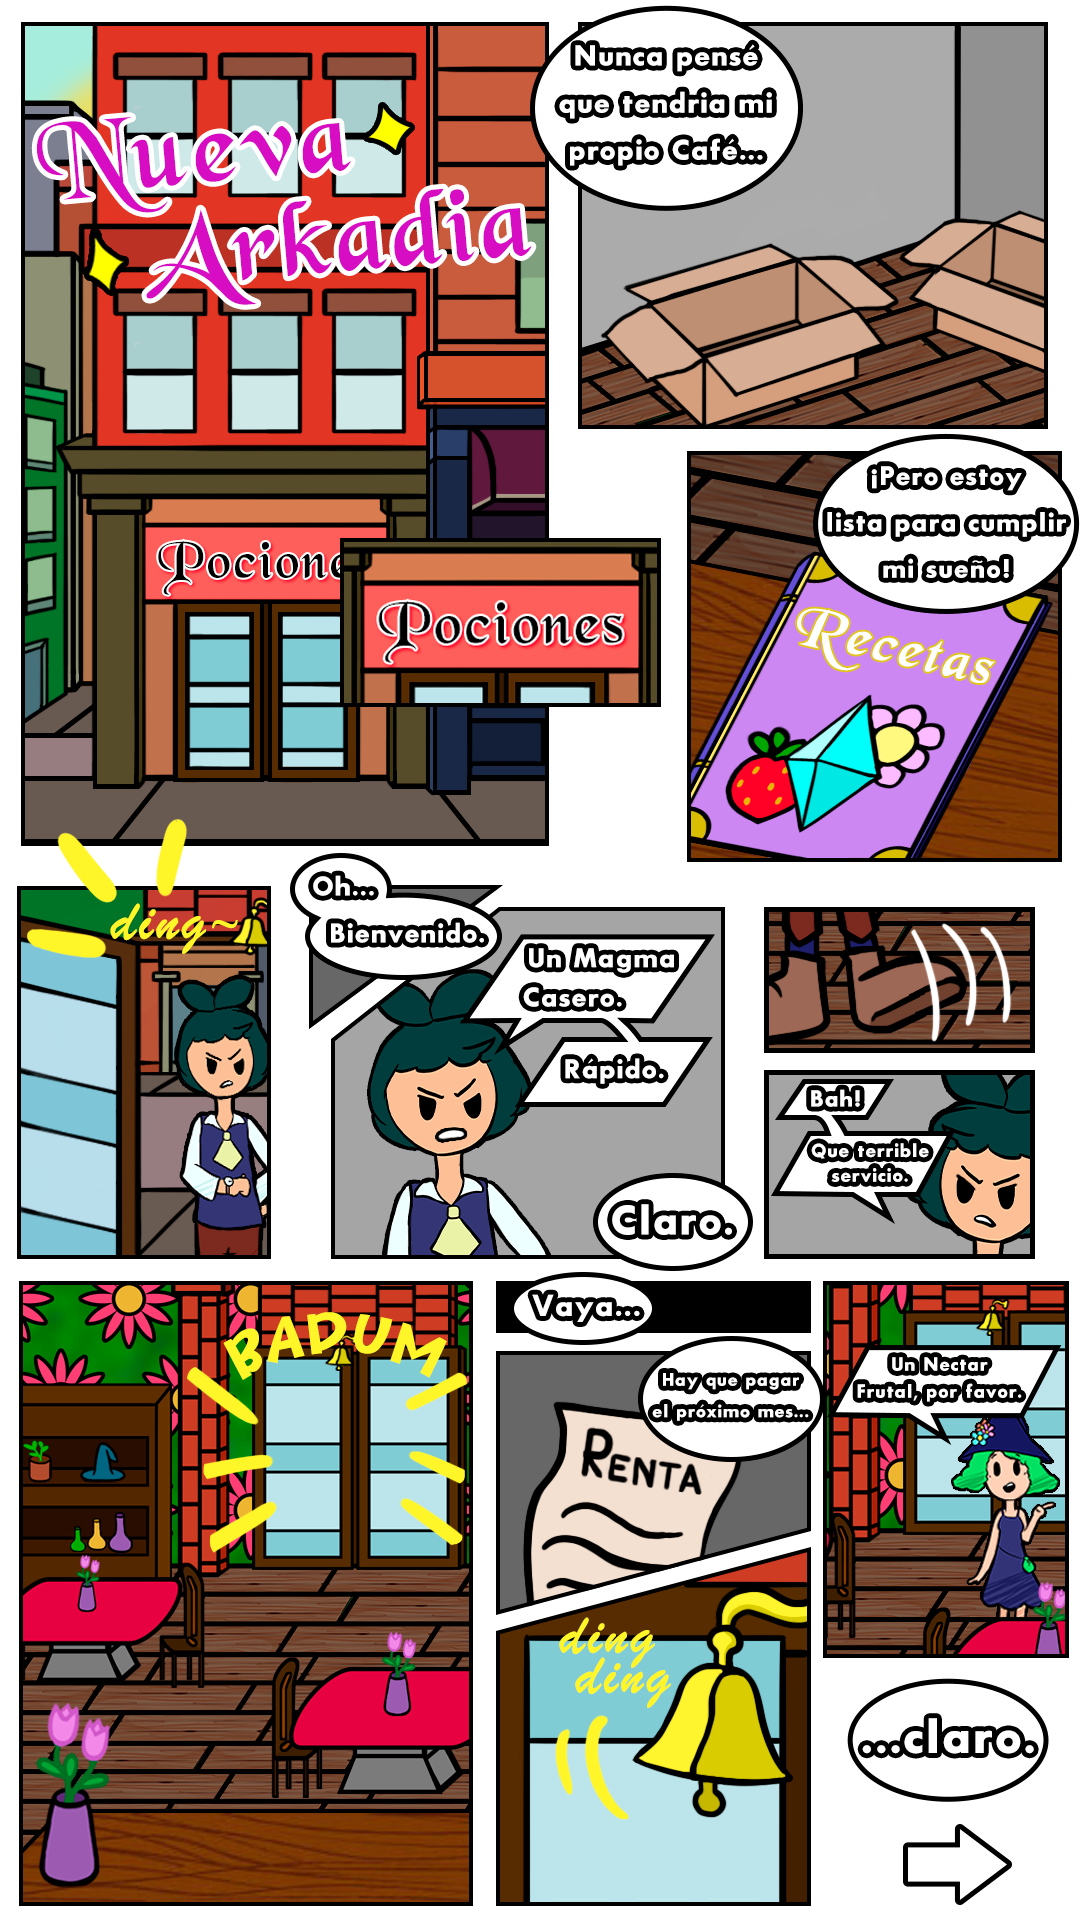 Nueva
Arkadia
Pocione
Pociones
Nunca pensé
que tendria mi
propio Café...
¡Pero estoy
lista para cumplir
mi sueño!
Recetas
ding~
Oh...
Bienvenido.
Un Magma
Casero.
Rápido.
Claro.
Bah!
Que terrible
servicio.
BADUM
Vaya...
Hay que pagar
el próximo mes...
RENTA
ding
ding
Un Nectar
Frutal, por favor.
...claro.